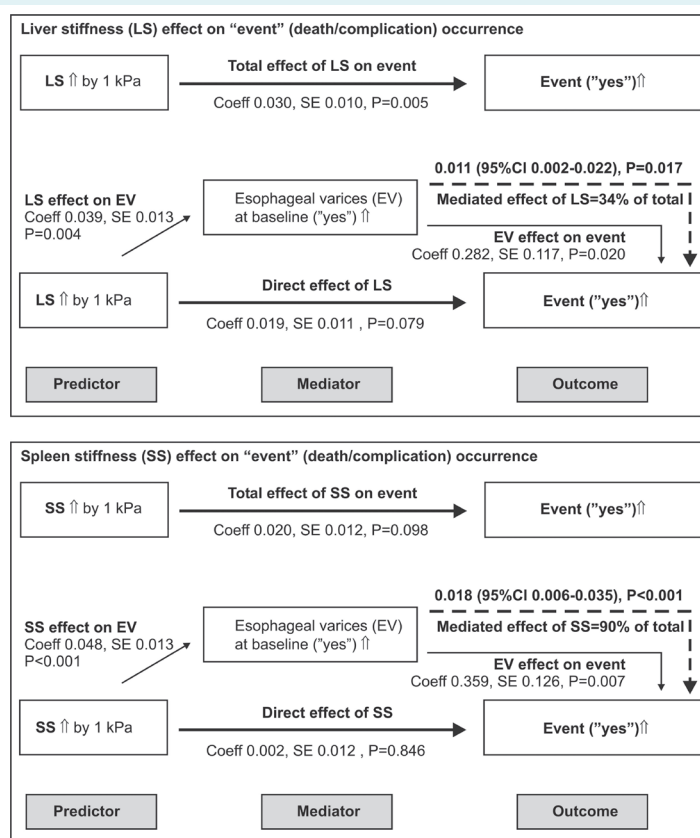 Liver stiffness (LS) effect on “event” (death/complication) occurrence
LS ⇑ by 1 kPa
Total effect of LS on event
Coeff 0.030, SE 0.010, P=0.005
Event (”yes”)⇑
LS effect on EV
Coeff 0.039, SE 0.013
P=0.004
Esophageal varices (EV)
at baseline (”yes”) ⇑
0.011 (95%CI 0.002-0.022), P=0.017
Mediated effect of LS=34% of total
EV effect on event
Coeff 0.282, SE 0.117, P=0.020
LS ⇑ by 1 kPa
Direct effect of LS
Coeff 0.019, SE 0.011 , P=0.079
Event (”yes”)⇑
Predictor
Mediator
Outcome
Spleen stiffness (SS) effect on “event” (death/complication) occurrence
SS ⇑ by 1 kPa
Total effect of SS on event
Coeff 0.020, SE 0.012, P=0.098
Event (”yes”)⇑
SS effect on EV
Coeff 0.048, SE 0.013
P<0.001
Esophageal varices (EV)
at baseline (”yes”) ⇑
0.018 (95%CI 0.006-0.035), P<0.001
Mediated effect of SS=90% of total
EV effect on event
Coeff 0.359, SE 0.126, P=0.007
SS ⇑ by 1 kPa
Direct effect of SS
Coeff 0.002, SE 0.012 , P=0.846
Event (”yes”)⇑
Predictor
Mediator
Outcome